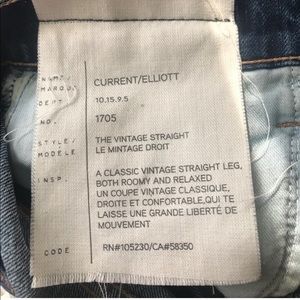 NAME/ CURRENT/ELLIOTT
MARQUE
DEPT. 10.15.9.5
NO. 1705
STYLE/ THE VINTAGE STRAIGHT
MODÈLE LE MINTAGE DROIT
INSP. A CLASSIC VINTAGE STRAIGHT LEG,
BOTH ROOMY AND RELAXED
UN COUPE VINTAGE CLASSIQUE,
DROITE ET CONFORTABLE,QUI TE
LAISSE UNE GRANDE LIBERTÉ DE
MOUVEMENT
CODE RN#105230/CA#58350